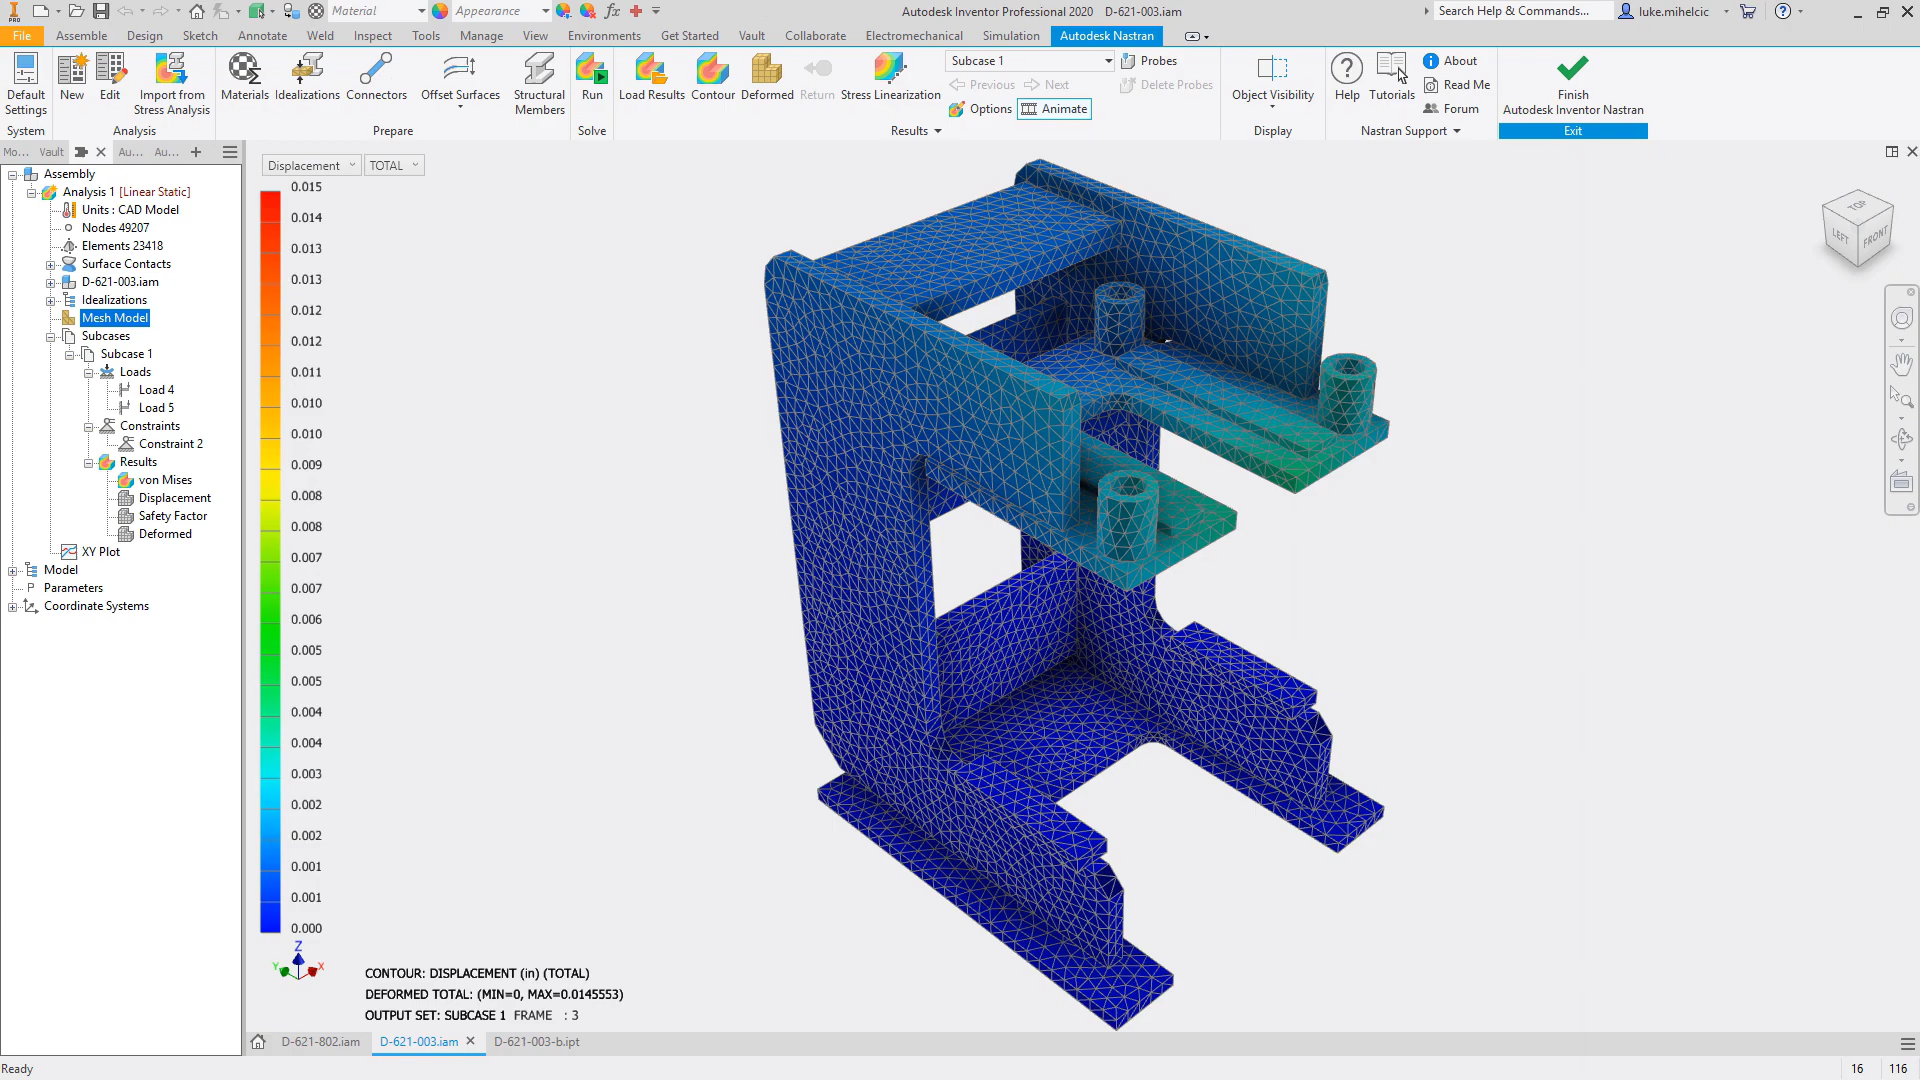 PRO
Material
Appearance
Autodesk Inventor Professional 2020 D-621-003.iam
Search Help & Commands...
luke.mihelcic
File Assemble Design Sketch Annotate Weld Inspect Tools Manage View Environments Get Started Vault Collaborate Electromechanical Simulation Autodesk Nastran
Default Settings
New
Edit
Import from Stress Analysis
Materials
Idealizations
Connectors
Offset Surfaces
Structural Members
Run
Load Results
Contour
Deformed
Return
Stress Linearization
Subcase 1
Previous
Next
Options
Animate
Probes
Delete Probes
Object Visibility
Help
Tutorials
About
Read Me
Forum
Finish
Autodesk Inventor Nastran
System
Analysis
Prepare
Solve
Results
Display
Nastran Support
Exit
Mo... Vault Au... Au...
Assembly
Analysis 1 [Linear Static]
Units : CAD Model
Nodes 49207
Elements 23418
Surface Contacts
D-621-003.iam
Idealizations
Mesh Model
Subcases
Subcase 1
Loads
Load 4
Load 5
Constraints
Constraint 2
Results
von Mises
Displacement
Safety Factor
Deformed
XY Plot
Model
P Parameters
Coordinate Systems
Displacement
TOTAL
0.015
0.014
0.013
0.013
0.012
0.012
0.011
0.010
0.010
0.009
0.008
0.008
0.007
0.007
0.006
0.005
0.005
0.004
0.004
0.003
0.002
0.002
0.001
0.001
0.000
TOP
LEFT
FRONT
Z
Y
X
CONTOUR: DISPLACEMENT (in) (TOTAL)
DEFORMED TOTAL: (MIN=0, MAX=0.0145553)
OUTPUT SET: SUBCASE 1 FRAME : 3
D-621-802.iam
D-621-003.iam
D-621-003-b.ipt
Ready
16
116